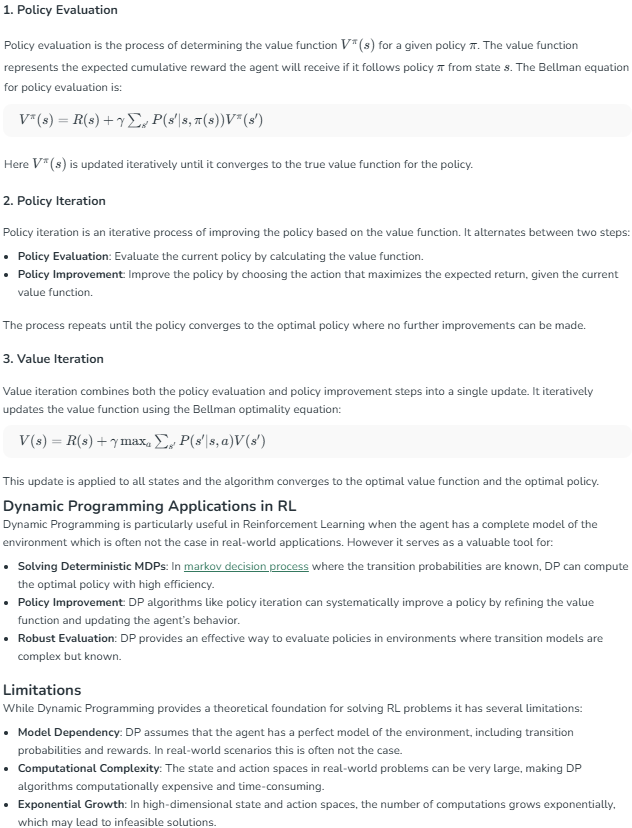 1. Policy Evaluation
Policy evaluation is the process of determining the value function V^π(s) for a given policy π. The value function
represents the expected cumulative reward the agent will receive if it follows policy π from state s. The Bellman equation
for policy evaluation is:
V^π(s) = R(s) + γ ∑_{s′} P(s′|s, π(s))V^π(s′)
Here V^π(s) is updated iteratively until it converges to the true value function for the policy.
2. Policy Iteration
Policy iteration is an iterative process of improving the policy based on the value function. It alternates between two steps:
• Policy Evaluation: Evaluate the current policy by calculating the value function.
• Policy Improvement: Improve the policy by choosing the action that maximizes the expected return, given the current
value function.
The process repeats until the policy converges to the optimal policy where no further improvements can be made.
3. Value Iteration
Value iteration combines both the policy evaluation and policy improvement steps into a single update. It iteratively
updates the value function using the Bellman optimality equation:
V(s) = R(s) + γ max_a ∑_{s′} P(s′|s, a)V(s′)
This update is applied to all states and the algorithm converges to the optimal value function and the optimal policy.
Dynamic Programming Applications in RL
Dynamic Programming is particularly useful in Reinforcement Learning when the agent has a complete model of the
environment which is often not the case in real-world applications. However it serves as a valuable tool for:
• Solving Deterministic MDPs: In markov decision process where the transition probabilities are known, DP can compute
the optimal policy with high efficiency.
• Policy Improvement: DP algorithms like policy iteration can systematically improve a policy by refining the value
function and updating the agent's behavior.
• Robust Evaluation: DP provides an effective way to evaluate policies in environments where transition models are
complex but known.
Limitations
While Dynamic Programming provides a theoretical foundation for solving RL problems it has several limitations:
• Model Dependency: DP assumes that the agent has a perfect model of the environment, including transition
probabilities and rewards. In real-world scenarios this is often not the case.
• Computational Complexity: The state and action spaces in real-world problems can be very large, making DP
algorithms computationally expensive and time-consuming.
• Exponential Growth: In high-dimensional state and action spaces, the number of computations grows exponentially,
which may lead to infeasible solutions.